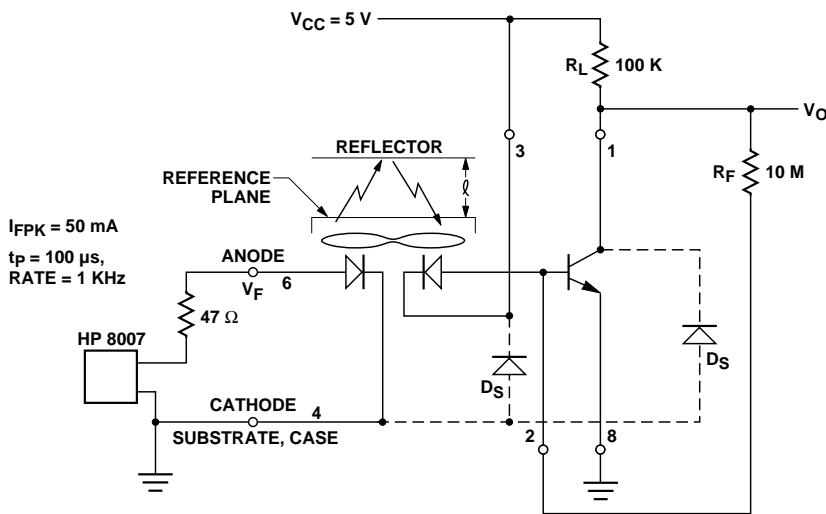 V_CC = 5 V
R_L 100 K
V_O
3
1
REFLECTOR
R_F 10 M
REFERENCE
PLANE
ℓ
I_FPK = 50 mA
t_P = 100 µs,
RATE = 1 KHz
ANODE
V_F 6
47 Ω
HP 8007
D_S
D_S
CATHODE 4
SUBSTRATE, CASE
2
8